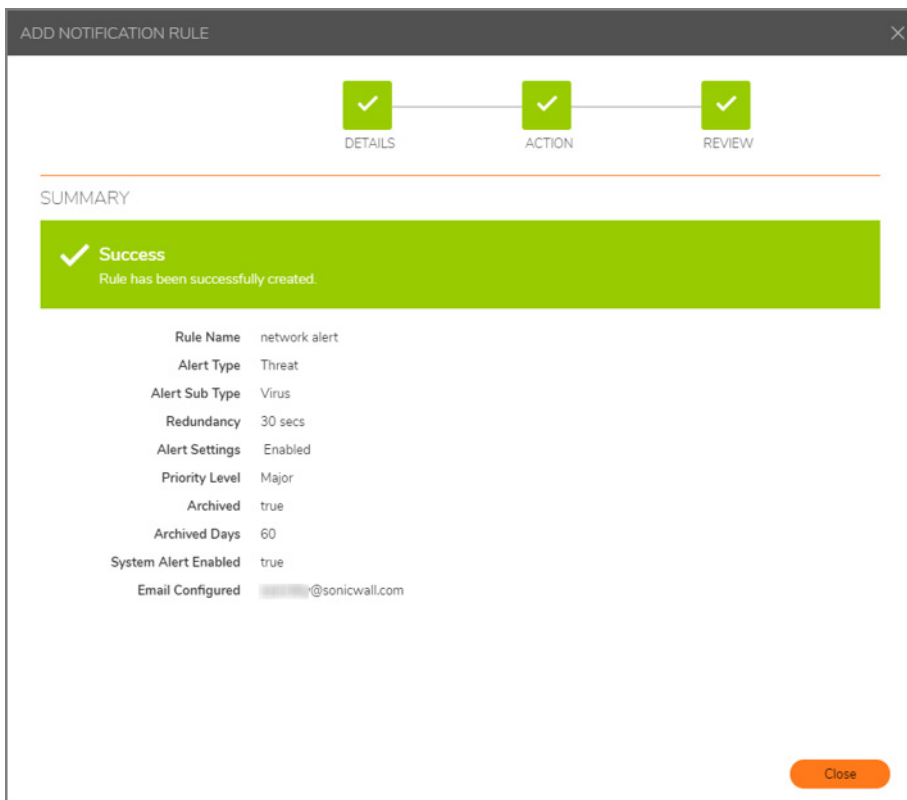 ADD NOTIFICATION RULE
DETAILS ACTION REVIEW
SUMMARY
Success
Rule has been successfully created.
Rule Name network alert
Alert Type Threat
Alert Sub Type Virus
Redundancy 30 secs
Alert Settings Enabled
Priority Level Major
Archived true
Archived Days 60
System Alert Enabled true
Email Configured @sonicwall.com
Close